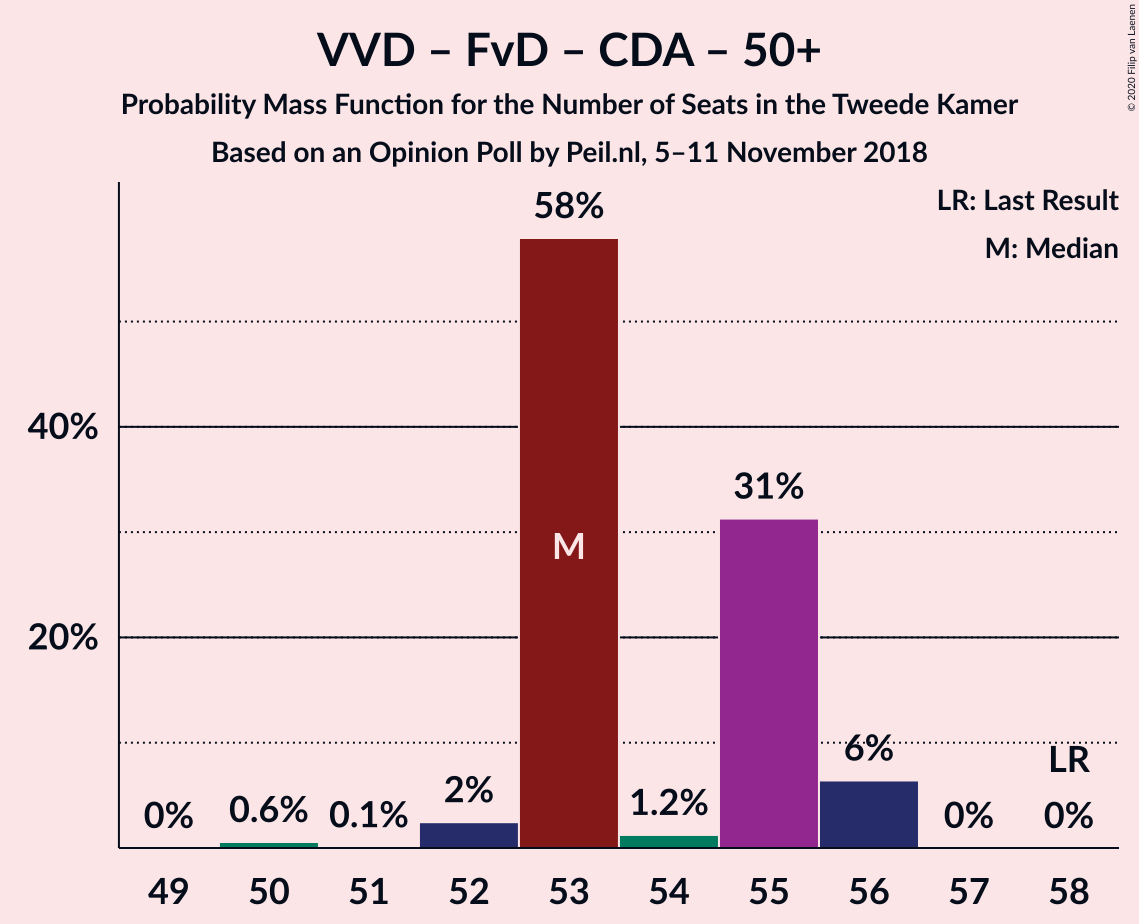 VVD – FvD – CDA – 50+
Probability Mass Function for the Number of Seats in the Tweede Kamer
Based on an Opinion Poll by Peil.nl, 5–11 November 2018
© 2020 Filip van Laenen
LR: Last Result
M: Median
58%
40%
31%
M
20%
6%
LR
2%
1.2%
0.6%
0.1%
0%
0%
0%
49 50 51 52 53 54 55 56 57 58